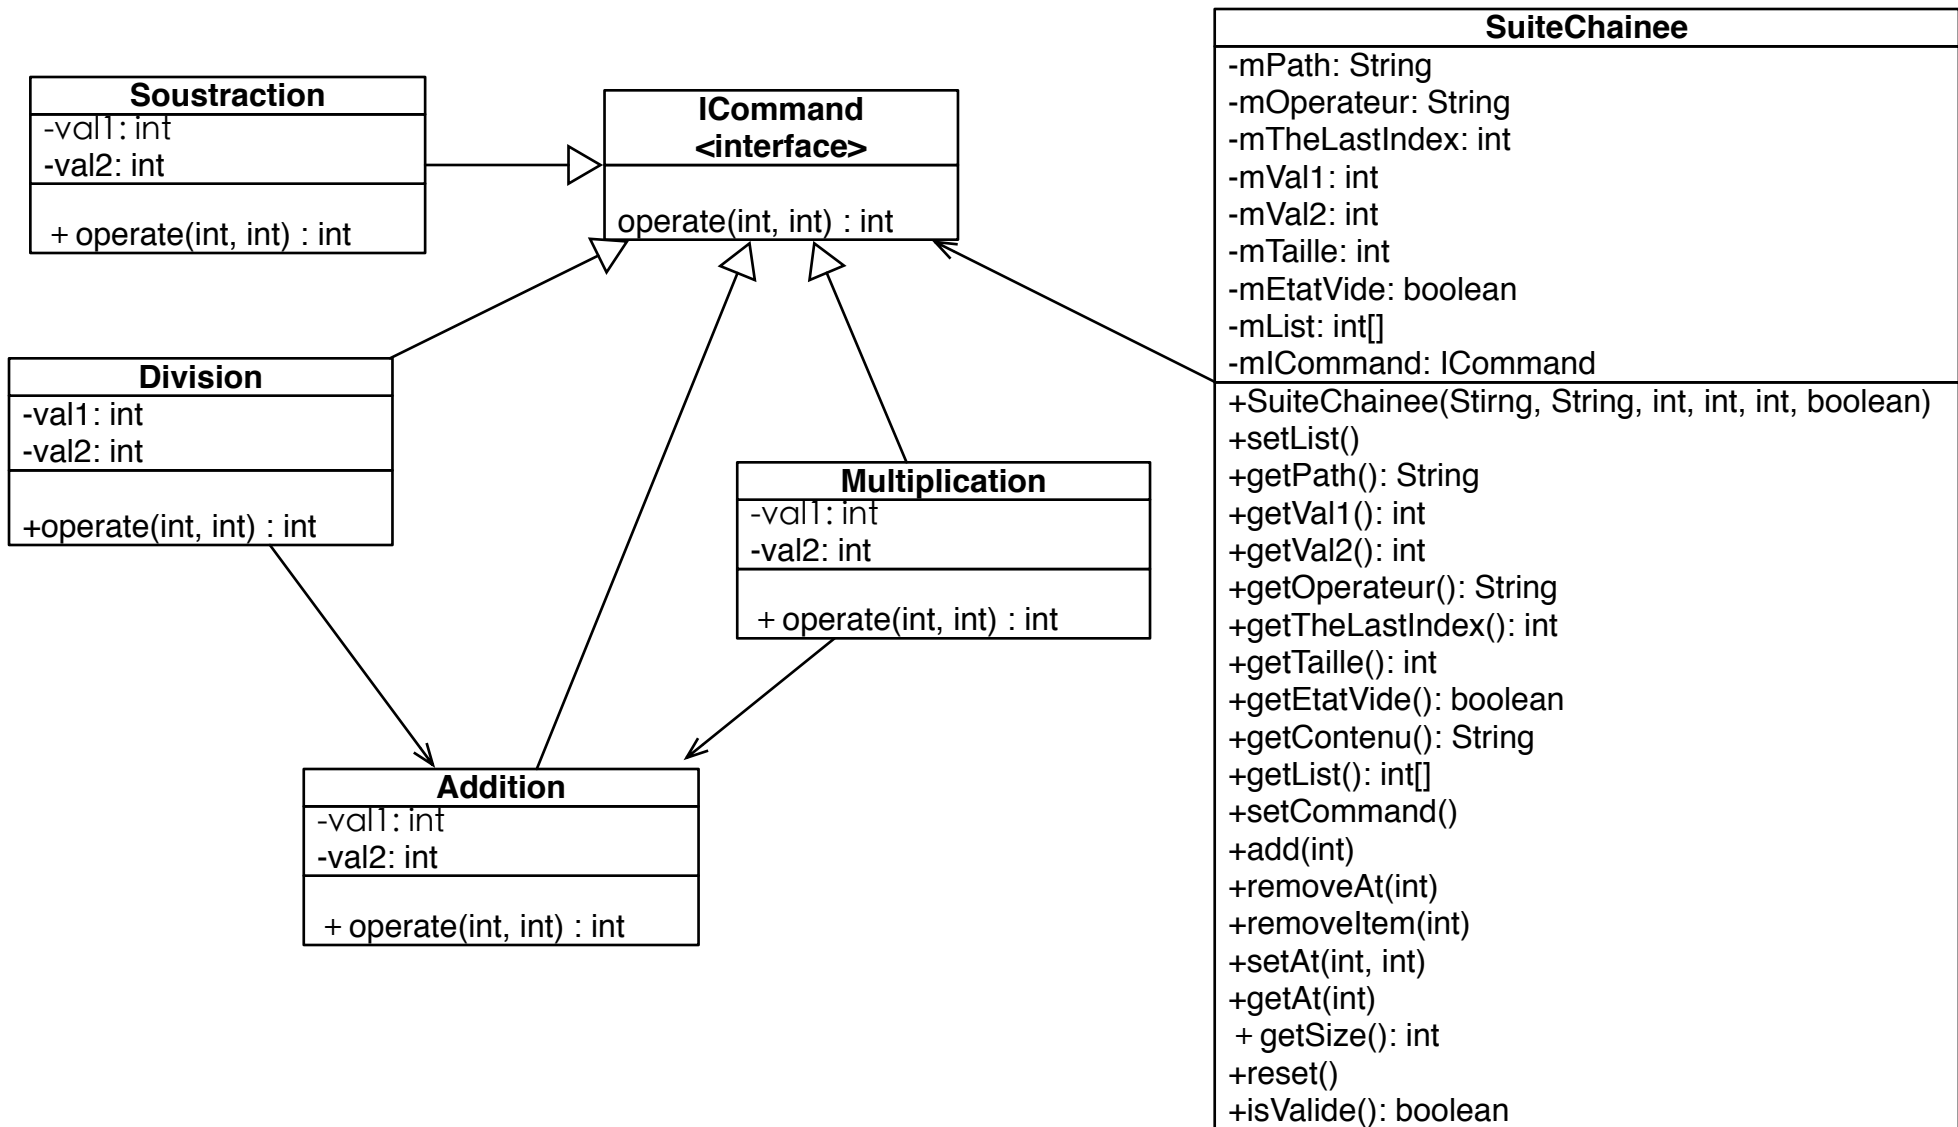 Soustraction
-val1: int
-val2: int
+ operate(int, int) : int
ICommand
<interface>
operate(int, int) : int
Division
-val1: int
-val2: int
+operate(int, int) : int
Multiplication
-val1: int
-val2: int
+ operate(int, int) : int
Addition
-val1: int
-val2: int
+ operate(int, int) : int
SuiteChainee
-mPath: String
-mOperateur: String
-mTheLastIndex: int
-mVal1: int
-mVal2: int
-mTaille: int
-mEtatVide: boolean
-mList: int[]
-mICommand: ICommand
+SuiteChainee(Stirng, String, int, int, int, boolean)
+setList()
+getPath(): String
+getVal1(): int
+getVal2(): int
+getOperateur(): String
+getTheLastIndex(): int
+getTaille(): int
+getEtatVide(): boolean
+getContenu(): String
+getList(): int[]
+setCommand()
+add(int)
+removeAt(int)
+removeItem(int)
+setAt(int, int)
+getAt(int)
+ getSize(): int
+reset()
+isValide(): boolean